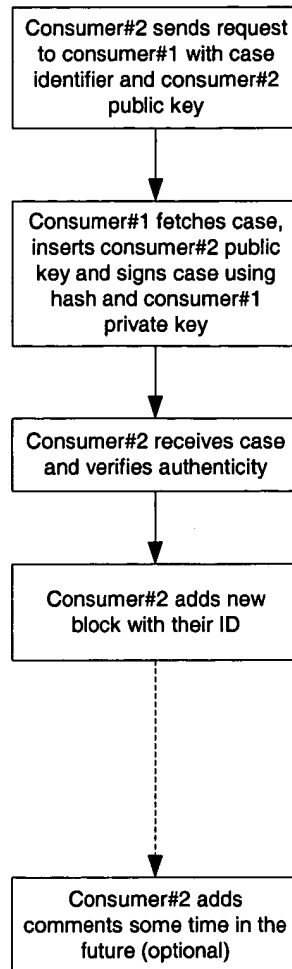 Consumer#2 sends request
to consumer#1 with case
identifier and consumer#2
public key
Consumer#1 fetches case,
inserts consumer#2 public
key and signs case using
hash and consumer#1
private key
Consumer#2 receives case
and verifies authenticity
Consumer#2 adds new
block with their ID
Consumer#2 adds
comments some time in the
future (optional)